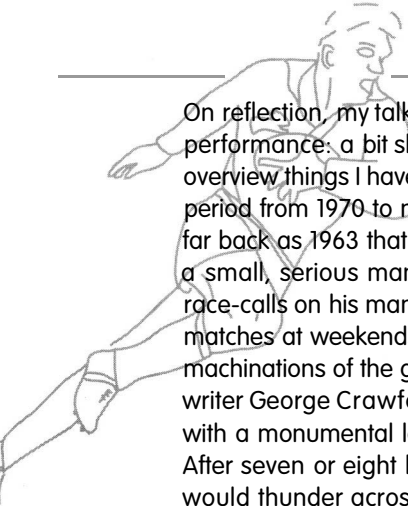 On reflection, my talk
performance: a bit sl
overview things I have
period from 1970 to
far back as 1963 that
a small, serious man
race-calls on his man
matches at weekend
machinations of the g
writer George Crawfo
with a monumental l
After seven or eight
would thunder across